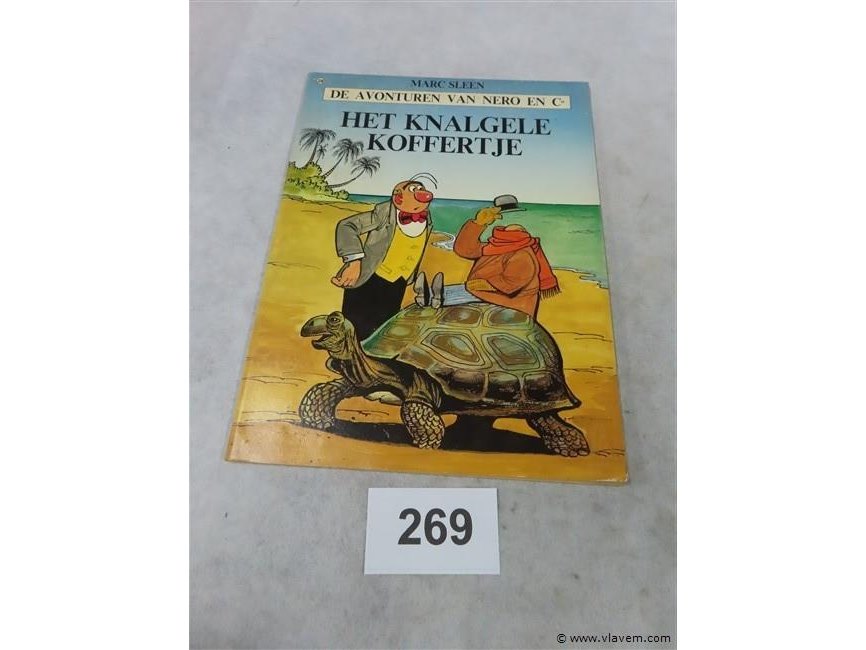 MARC SLEEN
DE AVONTUREN VAN NERO EN Co
HET KNALGELE
KOFFERTJE
269
© www.vlavem.com